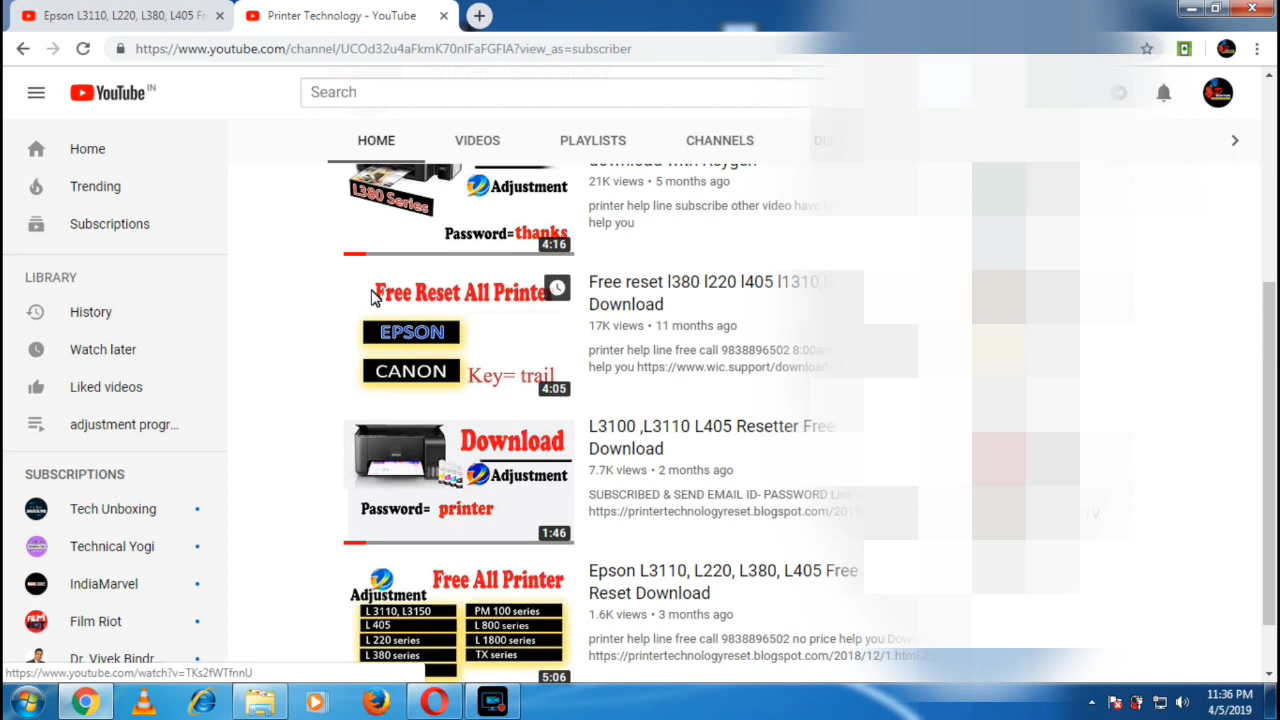 Epson L3110, L220, L380, L405 Fr
Printer Technology - YouTube
https://www.youtube.com/channel/UCOd32u4aFkmK70nIFaFGFlA?view_as=subscriber
YouTube IN
Search
HOME
VIDEOS
PLAYLISTS
CHANNELS
Home
Trending
Subscriptions
LIBRARY
History
Watch later
Liked videos
adjustment progr...
SUBSCRIPTIONS
Tech Unboxing
Technical Yogi
IndiaMarvel
Film Riot
Dr. Vivek Bindr...
L380 Series
Adjustment
Password=thanks
4:16
download with Keygen
21K views • 5 months ago
printer help line subscribe other video have
help you
Free Reset All Printe
EPSON
CANON
Key= trail
4:05
Free reset l380 l220 l405 l1310,
Download
17K views • 11 months ago
printer help line free call 9838896502 8:00am
help you https://www.wic.support/download
Download
Adjustment
Password= printer
1:46
L3100 ,L3110 L405 Resetter Free
Download
7.7K views • 2 months ago
SUBSCRIBED & SEND EMAIL ID- PASSWORD Lin
https://printertechnologyreset.blogspot.com/201
Adjustment
Free All Printer
L 3110, L3150
PM 100 series
L 405
L 800 series
L 220 series
L 1800 series
L 380 series
TX series
5:06
Epson L3110, L220, L380, L405 Free
Reset Download
1.6K views • 3 months ago
printer help line free call 9838896502 no price help you Down
https://printertechnologyreset.blogspot.com/2018/12/1.html
https://www.youtube.com/watch?v=TKs2fWTfnnU
11:36 PM
4/5/2019